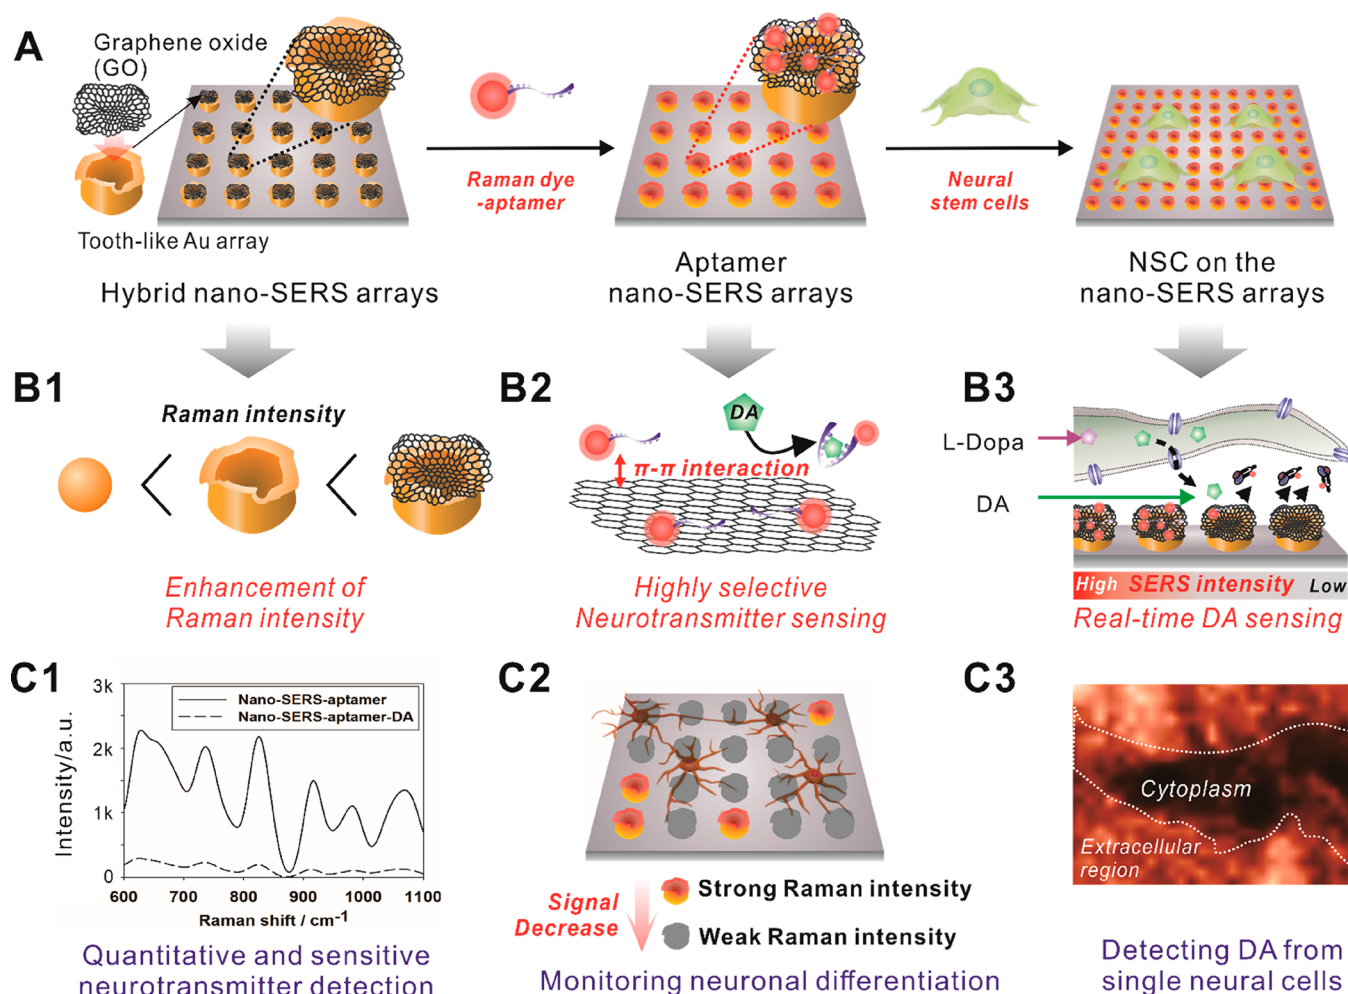 A
Graphene oxide
(GO)
Tooth-like Au array
Raman dye
-aptamer
Neural
stem cells
Hybrid nano-SERS arrays
Aptamer
nano-SERS arrays
NSC on the
nano-SERS arrays
B1
Raman intensity
Enhancement of
Raman intensity
B2
DA
π-π interaction
Highly selective
Neurotransmitter sensing
B3
L-Dopa
DA
High SERS intensity Low
Real-time DA sensing
C1
Intensity/a.u.
3k
2k
1k
0
Nano-SERS-aptamer
Nano-SERS-aptamer-DA
600 700 800 900 1000 1100
Raman shift / cm-1
Quantitative and sensitive
neurotransmitter detection
C2
Signal
Decrease
Strong Raman intensity
Weak Raman intensity
Monitoring neuronal differentiation
C3
Cytoplasm
Extracellular
region
Detecting DA from
single neural cells